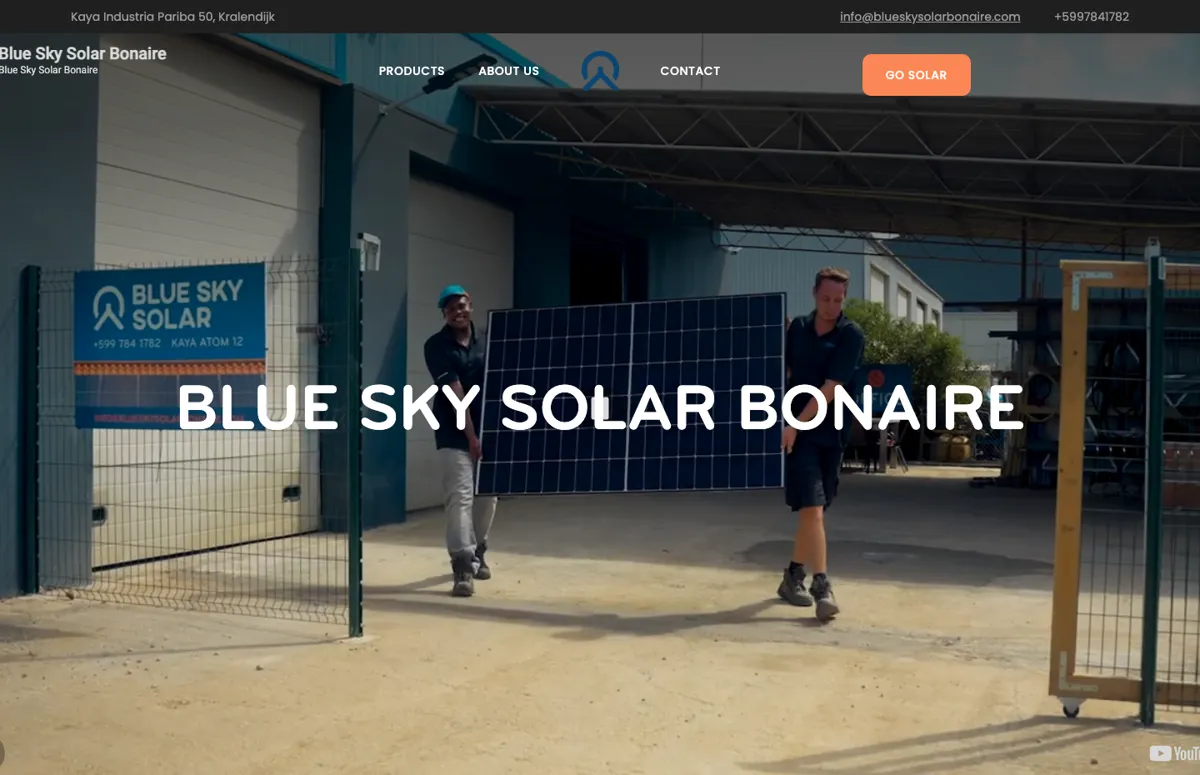 Kaya Industria Pariba 50, Kralendijk
info@blueskysolarbonaire.com
+5997841782
Blue Sky Solar Bonaire
Blue Sky Solar Bonaire
PRODUCTS
ABOUT US
CONTACT
GO SOLAR
BLUE SKY
SOLAR
+599 784 1782 KAYA ATOM 12
BLUE SKY SOLAR BONAIRE